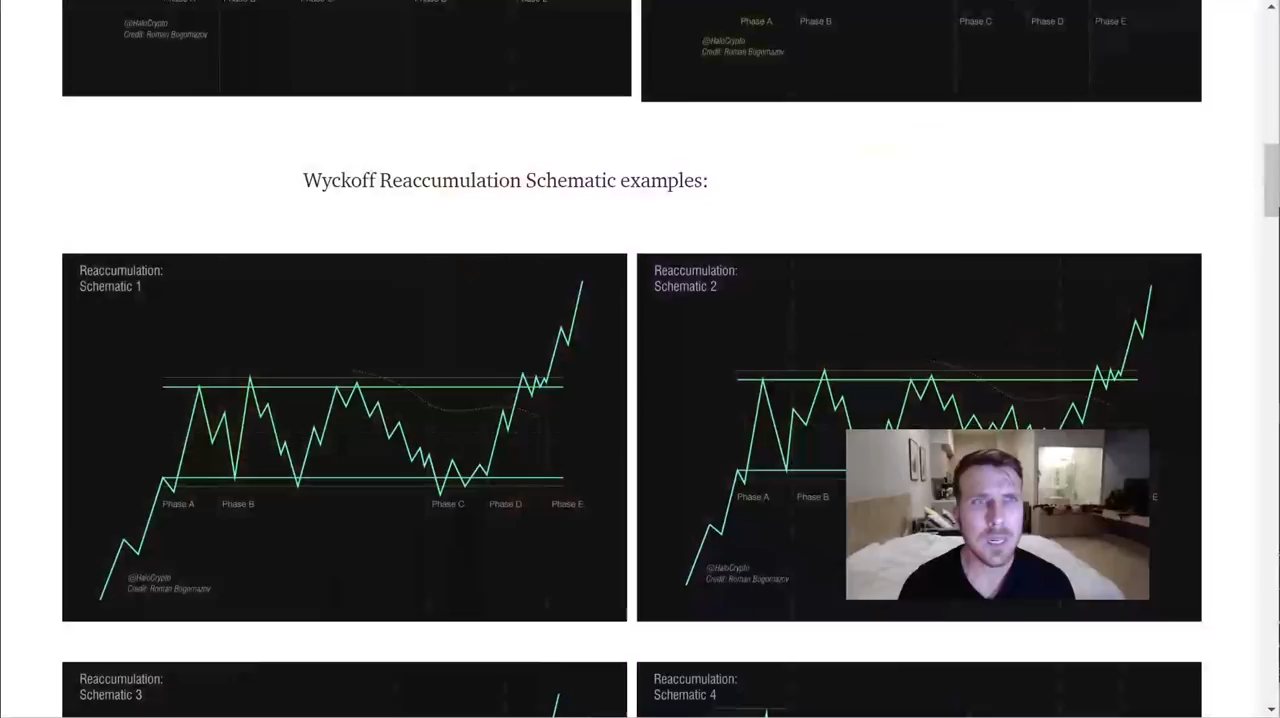 @HaloCrypto
Credit: Roman Bogomazov
Phase A Phase B Phase C Phase D Phase E
@HaloCrypto
Credit: Roman Bogomazov
Wyckoff Reaccumulation Schematic examples:
Reaccumulation:
Schematic 1
Phase A Phase B Phase C Phase D Phase E
@HaloCrypto
Credit: Roman Bogomazov
Reaccumulation:
Schematic 2
Phase A Phase B E
@HaloCrypto
Credit: Roman Bogomazov
Reaccumulation:
Schematic 3
Reaccumulation:
Schematic 4